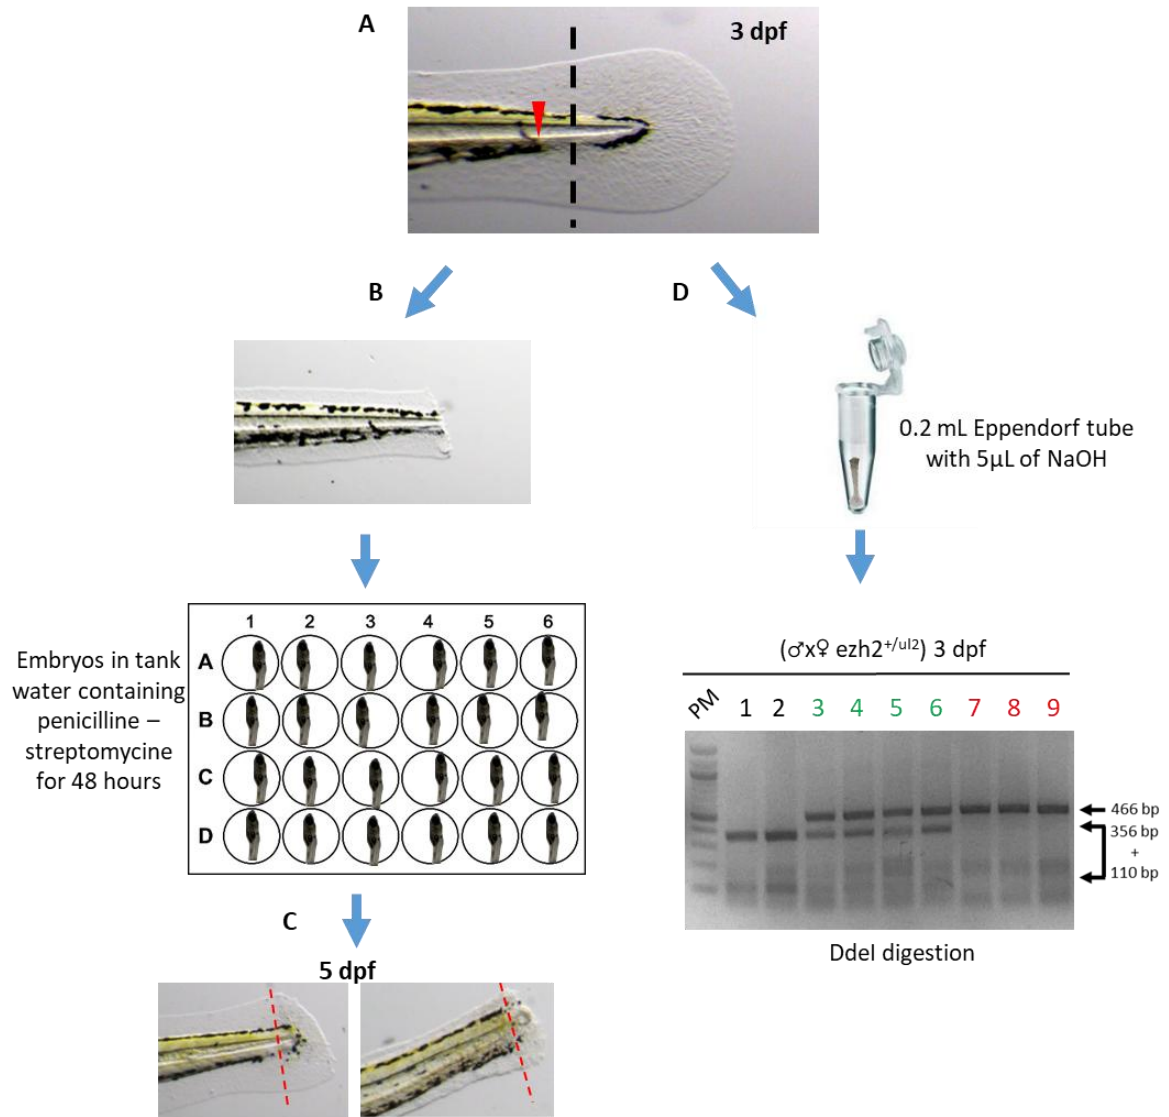 A
3 dpf
B
D
0.2 mL Eppendorf tube
with 5µL of NaOH
1 2 3 4 5 6
A
B
C
D
Embryos in tank
water containing
penicilline –
streptomycine
for 48 hours
(♂x♀ ezh2+/ul2) 3 dpf
PM 1 2 3 4 5 6 7 8 9
466 bp
356 bp
+
110 bp
DdeI digestion
C
5 dpf